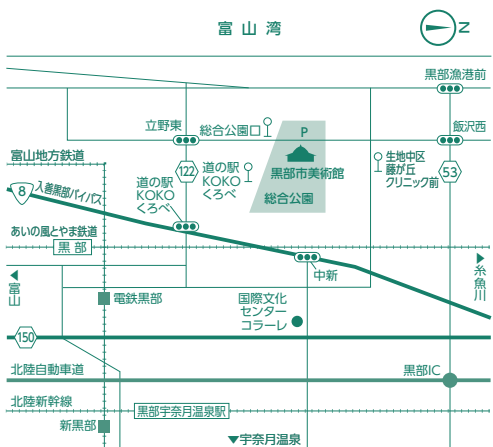 富山湾
N
黒部漁港前
立野東
総合公園口
P
飯沢西
富山地方鉄道
122
道の駅
KOKO
くろべ
道の駅
KOKO
くろべ
黒部市美術館
生地中区
藤が丘
クリニック前
53
8
入善黒部バイパス
総合公園
あいの風とやま鉄道
黒部
中新
富山
糸魚川
電鉄黒部
国際文化
センター
コラーレ
150
北陸自動車道
黒部IC
北陸新幹線
黒部宇奈月温泉駅
新黒部
▼宇奈月温泉